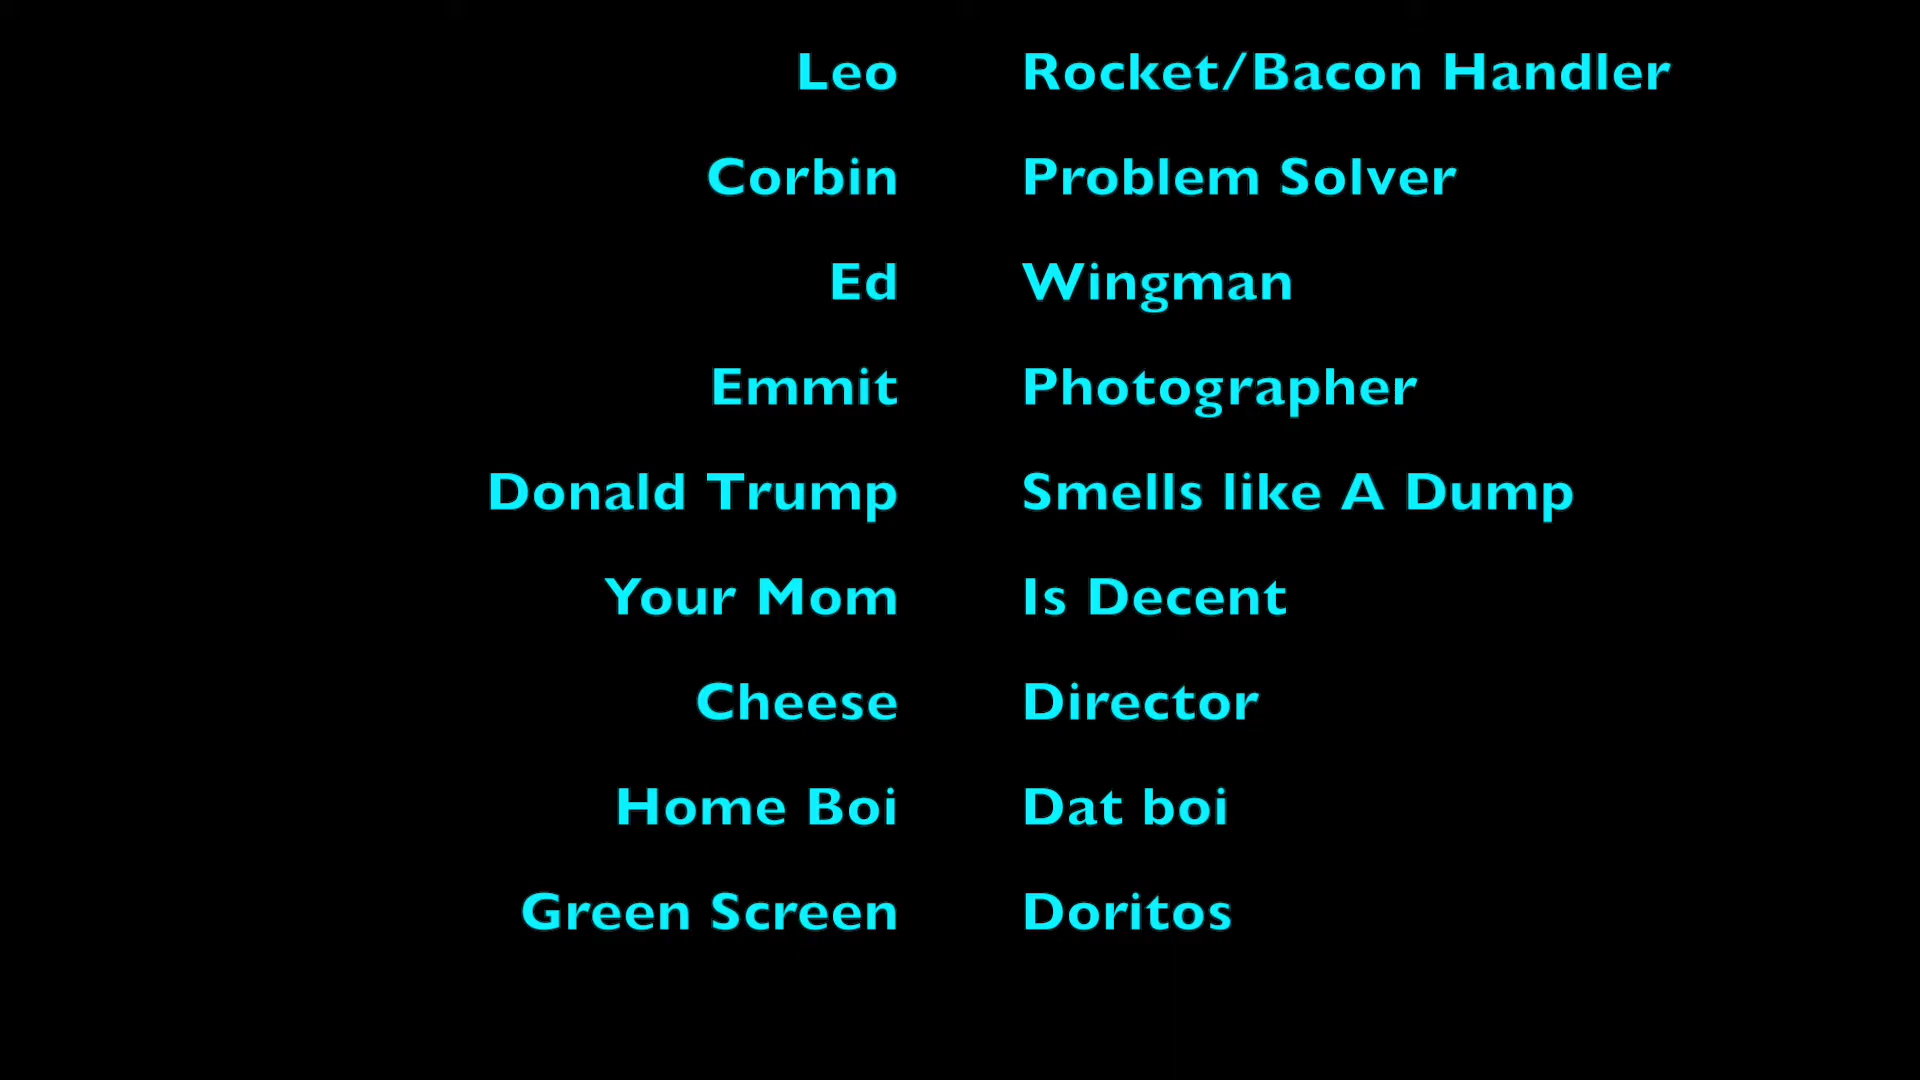 Leo Rocket/Bacon Handler
Corbin Problem Solver
Ed Wingman
Emmit Photographer
Donald Trump Smells like A Dump
Your Mom Is Decent
Cheese Director
Home Boi Dat boi
Green Screen Doritos